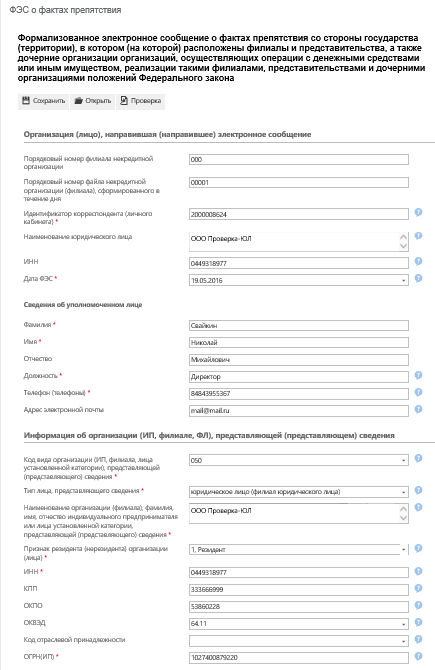 ФЭС о фактах препятствия
Формализованное электронное сообщение о фактах препятствия со стороны государства
(территории), в котором (на которой) расположены филиалы и представительства, а также
дочерние организации организаций, осуществляющих операции с денежными средствами
или иным имуществом, реализации такими филиалами, представительствами и дочерними
организациями положений Федерального закона
Сохранить Открыть Проверка
Организация (лицо), направившая (направившее) электронное сообщение
Порядковый номер филиала некредитной
организации
000
Порядковый номер файла некредитной
организации (филиала), сформированного в
течение дня
00001
Идентификатор корреспондента (личного
кабинета) *
2000008624
Наименование юридического лица
ООО Проверка-ЮЛ
ИНН
0449318977
Дата ФЭС *
19.05.2016
Сведения об уполномоченном лице
Фамилия *
Свайкин
Имя *
Николай
Отчество
Михайлович
Должность *
Директор
Телефон (телефоны) *
84843955367
Адрес электронной почты
mail@mail.ru
Информация об организации (ИП, филиале, ФЛ), представляющей (представляющем) сведения
Код вида организации (ИП, филиала, лица
установленной категории), представляющей
(представляющего) сведения *
050
Тип лица, представляющего сведения *
юридическое лицо (филиал юридического лица)
Наименование организации (филиала), фамилия,
имя, отчество индивидуального предпринимателя
или лица установленной категории,
представляющей (представляющего) сведения *
ООО Проверка-ЮЛ
Признак резидента (нерезидента) организации
(лица) *
1, Резидент
ИНН *
0449318977
КПП
333666999
ОКПО
53860228
ОКВЭД
64.11
Код отраслевой принадлежности
ОГРН(ИП) *
1027400879220